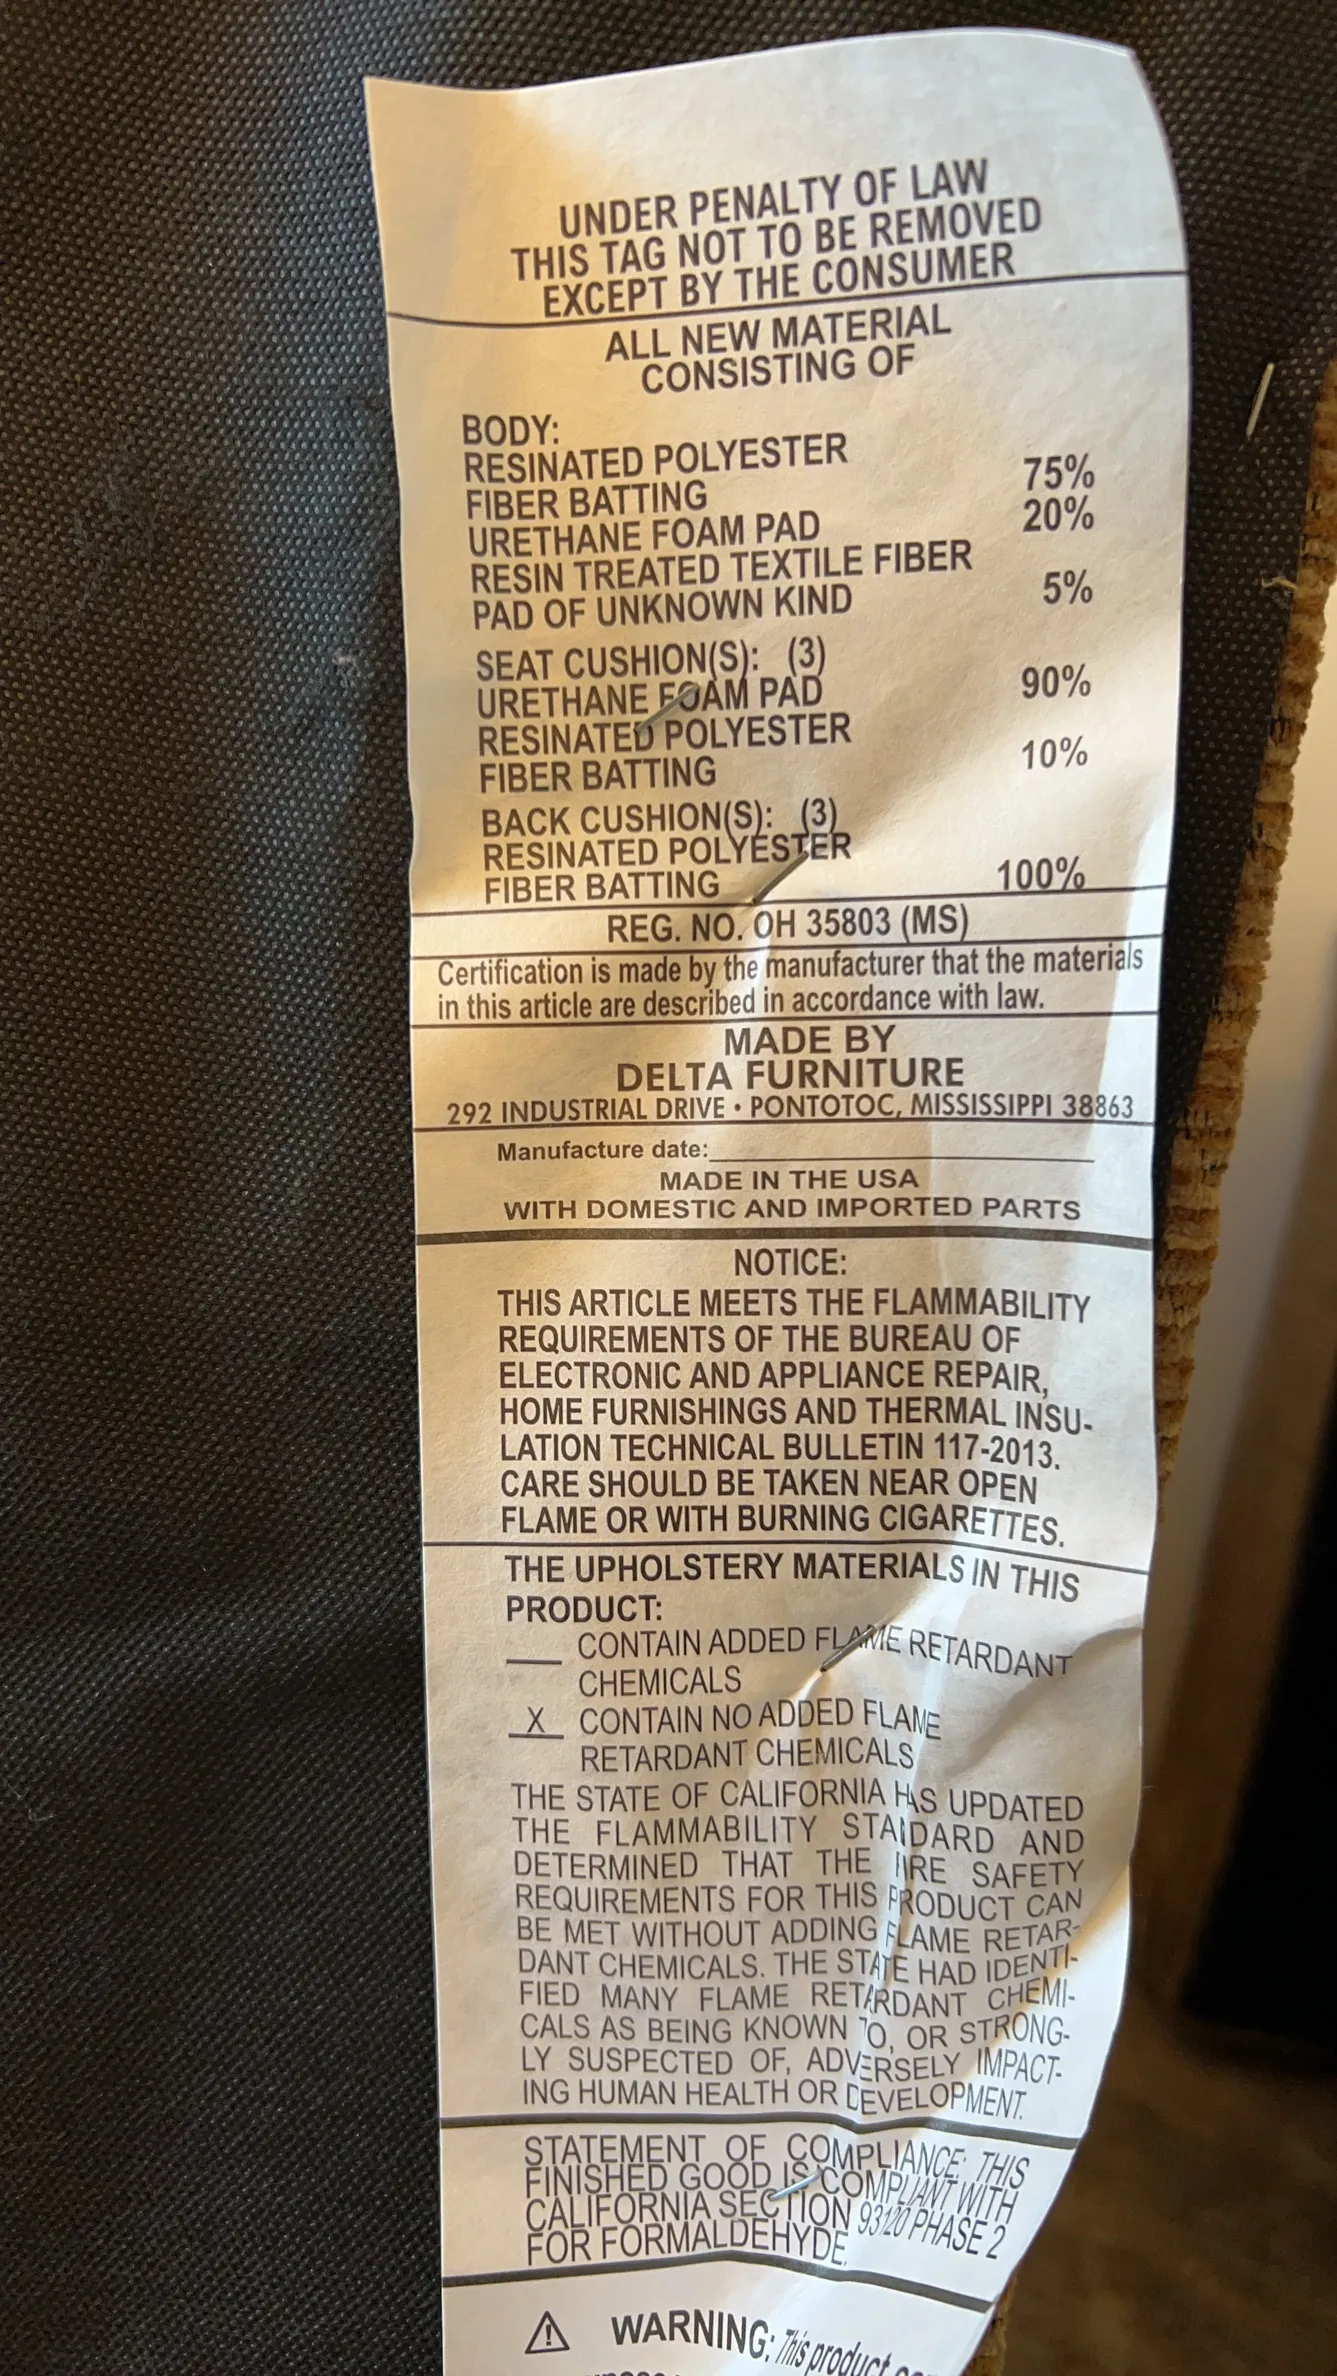 UNDER PENALTY OF LAW
THIS TAG NOT TO BE REMOVED
EXCEPT BY THE CONSUMER
ALL NEW MATERIAL
CONSISTING OF
BODY:
RESINATED POLYESTER
FIBER BATTING 75%
URETHANE FOAM PAD 20%
RESIN TREATED TEXTILE FIBER
PAD OF UNKNOWN KIND 5%
SEAT CUSHION(S): (3)
URETHANE FOAM PAD 90%
RESINATED POLYESTER
FIBER BATTING 10%
BACK CUSHION(S): (3)
RESINATED POLYESTER
FIBER BATTING 100%
REG. NO. OH 35803 (MS)
Certification is made by the manufacturer that the materials
in this article are described in accordance with law.
MADE BY
DELTA FURNITURE
292 INDUSTRIAL DRIVE • PONTOTOC, MISSISSIPPI 38863
Manufacture date:
MADE IN THE USA
WITH DOMESTIC AND IMPORTED PARTS
NOTICE:
THIS ARTICLE MEETS THE FLAMMABILITY
REQUIREMENTS OF THE BUREAU OF
ELECTRONIC AND APPLIANCE REPAIR,
HOME FURNISHINGS AND THERMAL INSU-
LATION TECHNICAL BULLETIN 117-2013.
CARE SHOULD BE TAKEN NEAR OPEN
FLAME OR WITH BURNING CIGARETTES.
THE UPHOLSTERY MATERIALS IN THIS
PRODUCT:
CONTAIN ADDED FLAME RETARDANT
CHEMICALS
X CONTAIN NO ADDED FLAME
RETARDANT CHEMICALS
THE STATE OF CALIFORNIA HAS UPDATED
THE FLAMMABILITY STANDARD AND
DETERMINED THAT THE FIRE SAFETY
REQUIREMENTS FOR THIS PRODUCT CAN
BE MET WITHOUT ADDING FLAME RETAR-
DANT CHEMICALS. THE STATE HAD IDENTI-
FIED MANY FLAME RETARDANT CHEMI-
CALS AS BEING KNOWN TO, OR STRONG-
LY SUSPECTED OF, ADVERSELY IMPACT-
ING HUMAN HEALTH OR DEVELOPMENT.
STATEMENT OF COMPLIANCE: THIS
FINISHED GOOD IS COMPLIANT WITH
CALIFORNIA SECTION 93120 PHASE 2
FOR FORMALDEHYDE.
⚠ WARNING: This product